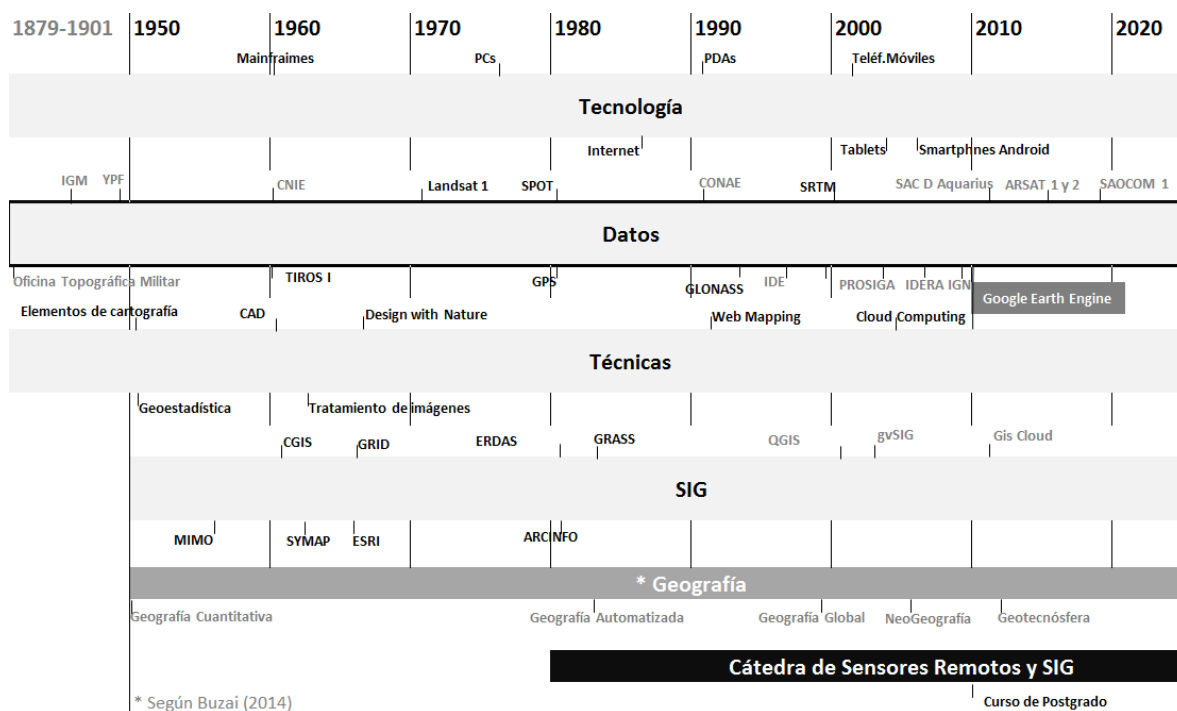 1879-1901 1950 1960 1970 1980 1990 2000 2010 2020
Mainfraimes PCs PDAs Teléf.Móviles
Tecnología
Internet Tablets Smartphnes Android
IGM YPF CNIE Landsat 1 SPOT CONAE SRTM SAC D Aquarius ARSAT 1 y 2 SAOCOM 1
Datos
Oficina Topográfica Militar TIROS I GPS GLONASS IDE PROSIGA IDERA IGN
Google Earth Engine
Elementos de cartografía CAD Design with Nature Web Mapping Cloud Computing
Técnicas
Geoestadística Tratamiento de imágenes
CGIS GRID ERDAS GRASS QGIS gvSIG Gis Cloud
SIG
MIMO SYMAP ESRI ARCINFO
* Geografía
Geografía Cuantitativa Geografía Automatizada Geografía Global NeoGeografía Geotecnósfera
Cátedra de Sensores Remotos y SIG
* Según Buzai (2014) Curso de Postgrado